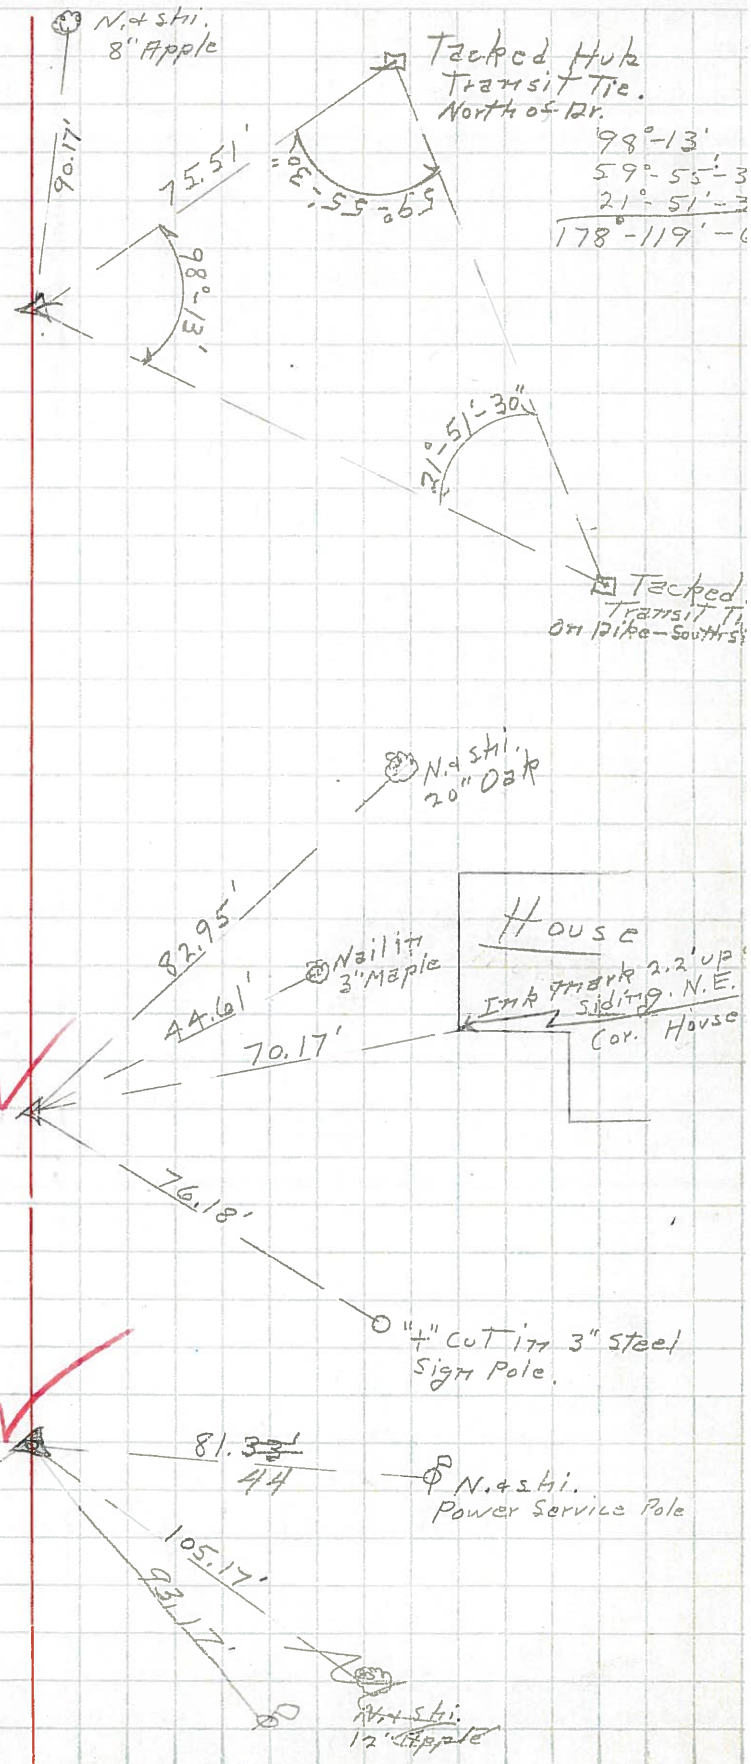 N.&shi.
8" Apple
90.17'
Tacked Hub
Transit Tie.
North of Dr.
98°-13'
59°-55'-3
21°-51'-3
178°-119'-6
75.51'
59°-55'-30"
98°-13'
21°-51'-30"
Tacked
Transit Ti
On Dike-Souths
N.&shi.
20" Oak
82.95'
House
Nail in
3" Maple
44.61'
Ink mark 2.2' up
siding. N.E.
Cor. House
70.17'
76.18'
"+" cut in 3" Steel
Sign Pole.
81.33'
44
N.&shi.
Power Service Pole
105.17'
93.17'
N.&shi.
12" Apple